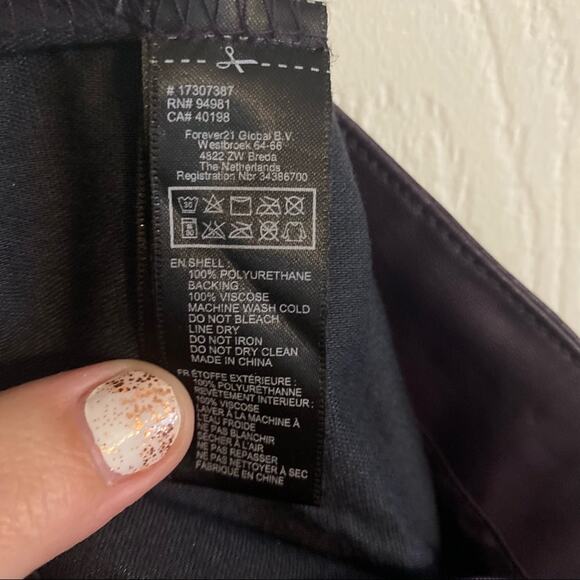 # 17307387
RN# 94981
CA# 40198
Forever21 Global B.V.
Westbroek 64-66
4822 ZW Breda
The Netherlands
Registration Nbr 34386700
30
EN.SHELL :
100% POLYURETHANE
BACKING:
100% VISCOSE
MACHINE WASH COLD
DO NOT BLEACH
LINE DRY
DO NOT IRON
DO NOT DRY CLEAN
MADE IN CHINA
FR.ÉTOFFE EXTÉRIEURE :
100% POLYURÉTHANNE
REVÊTEMENT INTERIEUR :
100% VISCOSE
LAVER À LA MACHINE À
L'EAU FROIDE
NE PAS BLANCHIR
SÉCHER À L'AIR
NE PAS REPASSER
NE PAS NETTOYER À SEC
FABRIQUÉ EN CHINE